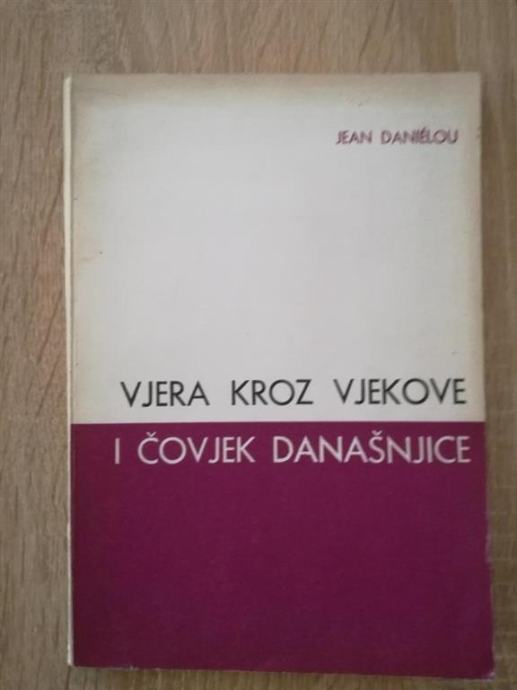 JEAN DANIÉLOU
VJERA KROZ VJEKOVE
I ČOVJEK DANAŠNJICE